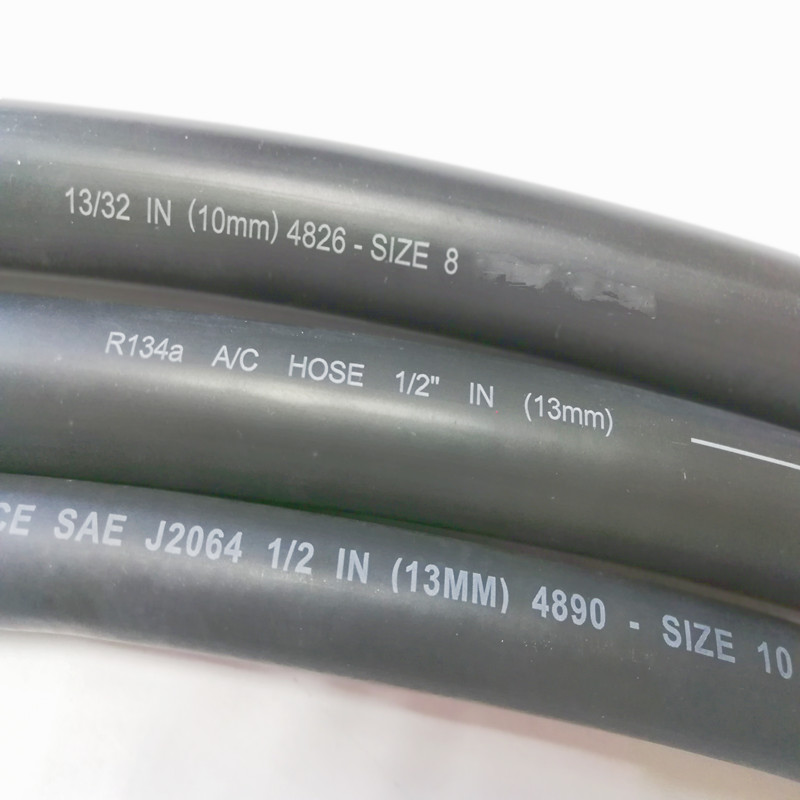 13/32 IN (10mm) 4826 - SIZE 8
R134a A/C HOSE 1/2" IN (13mm)
CE SAE J2064 1/2 IN (13MM) 4890 - SIZE 10